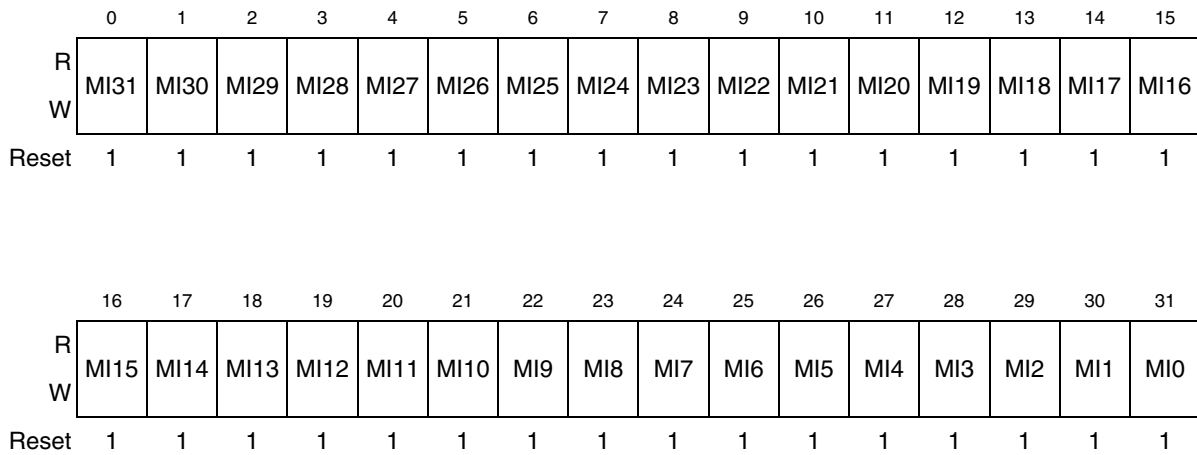 0 1 2 3 4 5 6 7 8 9 10 11 12 13 14 15
R
MI31 MI30 MI29 MI28 MI27 MI26 MI25 MI24 MI23 MI22 MI21 MI20 MI19 MI18 MI17 MI16
W
Reset 1 1 1 1 1 1 1 1 1 1 1 1 1 1 1 1
16 17 18 19 20 21 22 23 24 25 26 27 28 29 30 31
R
MI15 MI14 MI13 MI12 MI11 MI10 MI9 MI8 MI7 MI6 MI5 MI4 MI3 MI2 MI1 MI0
W
Reset 1 1 1 1 1 1 1 1 1 1 1 1 1 1 1 1